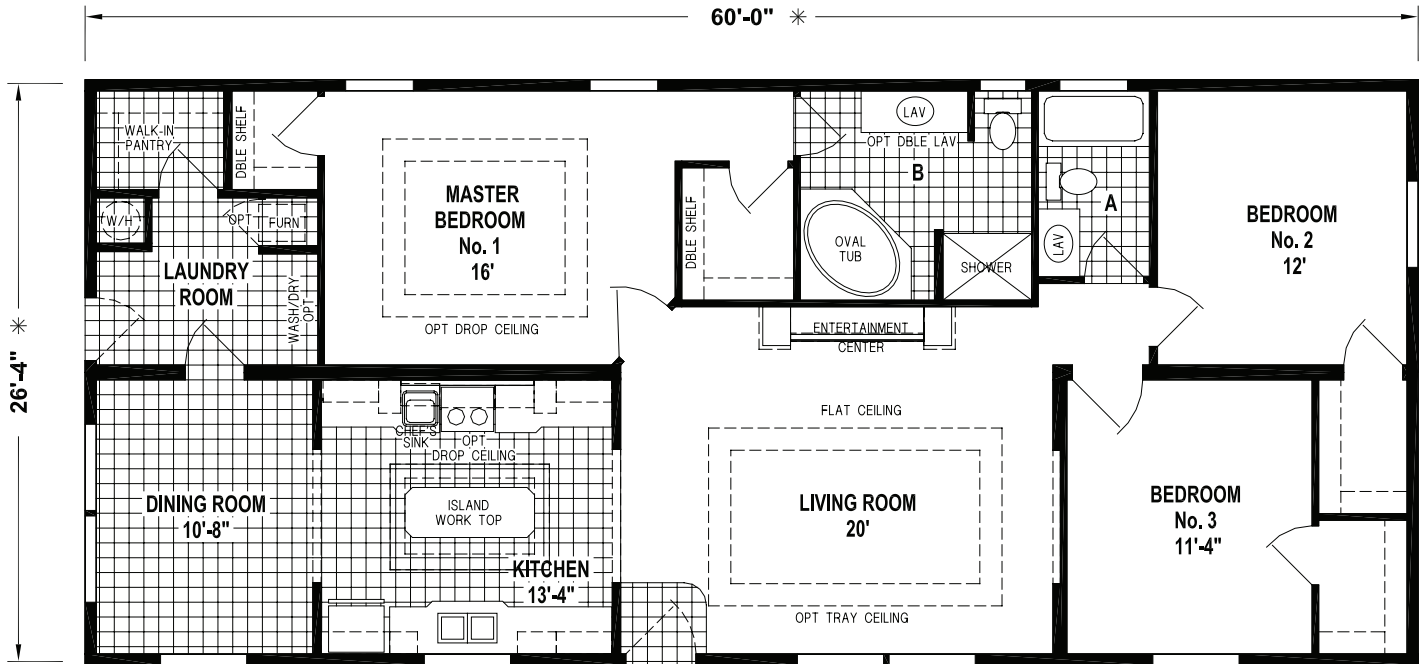 60'-0" ✳
26'-4" ✳
WALK-IN
PANTRY
DBLE SHELF
MASTER
BEDROOM
No. 1
16'
OPT DROP CEILING
DBLE SHELF
LAV
OPT DBLE LAV
B
OVAL
TUB
SHOWER
A
LAV
BEDROOM
No. 2
12'
W/H
OPT
FURN
LAUNDRY
ROOM
WASH/DRY
OPT
ENTERTAINMENT
CENTER
FLAT CEILING
CHEF'S
SINK
OPT
DROP CEILING
DINING ROOM
10'-8"
ISLAND
WORK TOP
KITCHEN
13'-4"
LIVING ROOM
20'
OPT TRAY CEILING
BEDROOM
No. 3
11'-4"